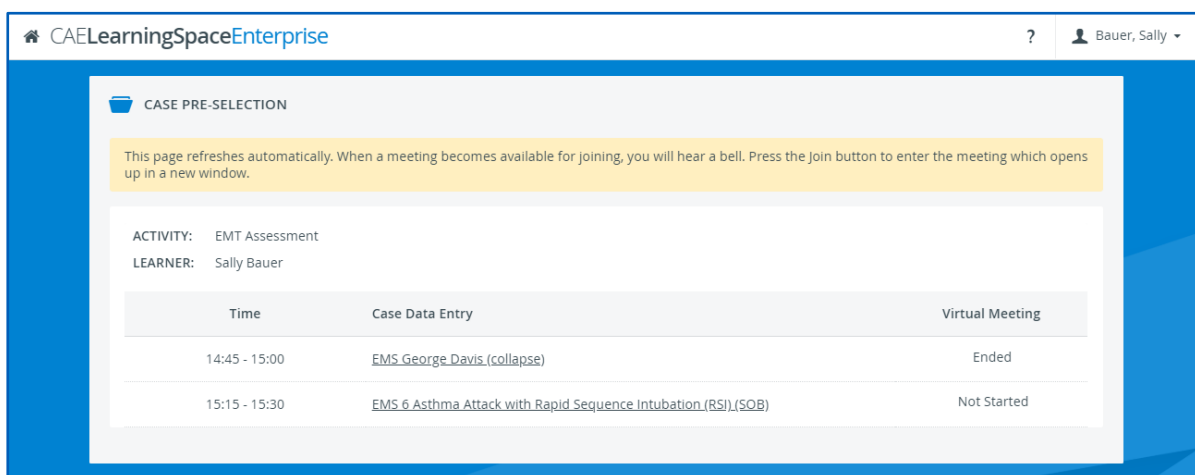 CAELearningSpaceEnterprise
? Bauer, Sally
CASE PRE-SELECTION
This page refreshes automatically. When a meeting becomes available for joining, you will hear a bell. Press the Join button to enter the meeting which opens
up in a new window.
ACTIVITY: EMT Assessment
LEARNER: Sally Bauer
Time Case Data Entry Virtual Meeting
14:45 - 15:00 EMS George Davis (collapse) Ended
15:15 - 15:30 EMS 6 Asthma Attack with Rapid Sequence Intubation (RSI) (SOB) Not Started